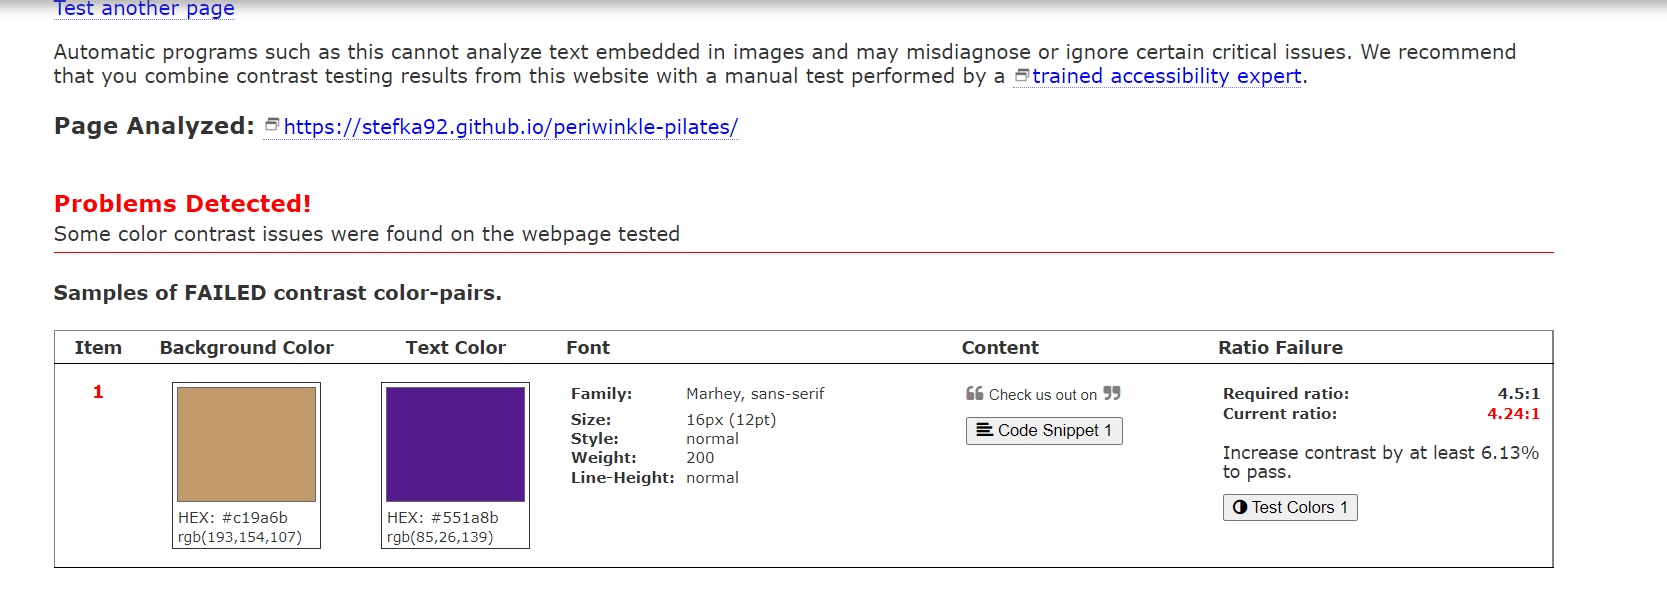 Test another page
Automatic programs such as this cannot analyze text embedded in images and may misdiagnose or ignore certain critical issues. We recommend
that you combine contrast testing results from this website with a manual test performed by a trained accessibility expert.
Page Analyzed: https://stefka92.github.io/periwinkle-pilates/
Problems Detected!
Some color contrast issues were found on the webpage tested
Samples of FAILED contrast color-pairs.
Item Background Color Text Color Font Content Ratio Failure
1
HEX: #c19a6b
rgb(193,154,107)
HEX: #551a8b
rgb(85,26,139)
Family: Marhey, sans-serif
Size: 16px (12pt)
Style: normal
Weight: 200
Line-Height: normal
❝ Check us out on ❞
Code Snippet 1
Required ratio: 4.5:1
Current ratio: 4.24:1
Increase contrast by at least 6.13%
to pass.
Test Colors 1